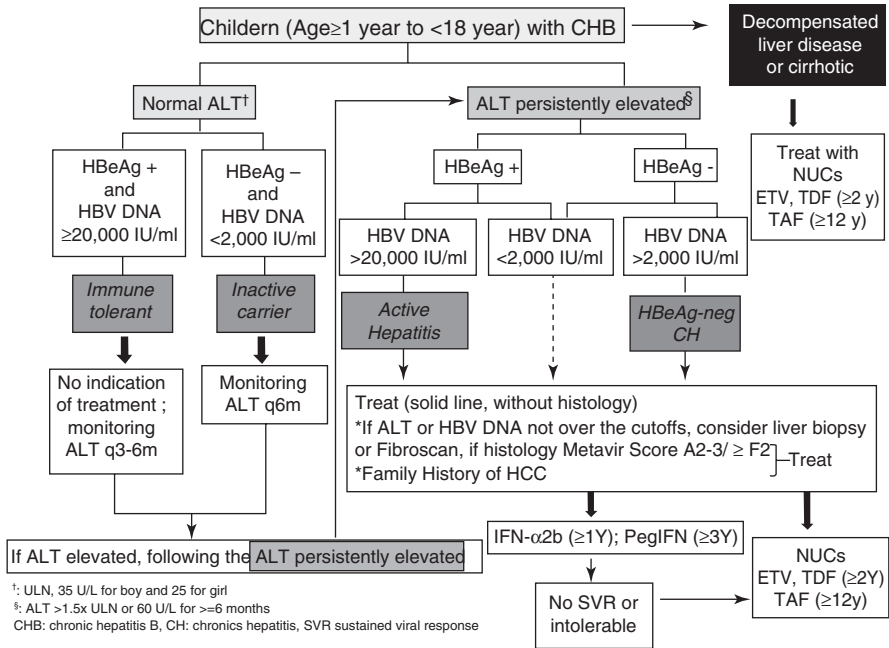 Childern (Age≥1 year to <18 year) with CHB
Decompensated
liver disease
or cirrhotic
Normal ALT†
ALT persistently elevated§
Treat with
NUCs
ETV, TDF (≥2 y)
TAF (≥12 y)
HBeAg +
and
HBV DNA
≥20,000 IU/ml
HBeAg –
and
HBV DNA
<2,000 IU/ml
HBeAg +
HBeAg -
HBV DNA
>20,000 IU/ml
HBV DNA
<2,000 IU/ml
HBV DNA
>2,000 IU/ml
Immune
tolerant
Inactive
carrier
Active
Hepatitis
HBeAg-neg
CH
No indication
of treatment ;
monitoring
ALT q3-6m
Monitoring
ALT q6m
Treat (solid line, without histology)
*If ALT or HBV DNA not over the cutoffs, consider liver biopsy
or Fibroscan, if histology Metavir Score A2-3/ ≥ F2
*Family History of HCC
Treat
If ALT elevated, following the ALT persistently elevated
IFN-α2b (≥1Y); PegIFN (≥3Y)
NUCs
ETV, TDF (≥2Y)
TAF (≥12y)
No SVR or
intolerable
†: ULN, 35 U/L for boy and 25 for girl
§: ALT >1.5x ULN or 60 U/L for >=6 months
CHB: chronic hepatitis B, CH: chronics hepatitis, SVR sustained viral response